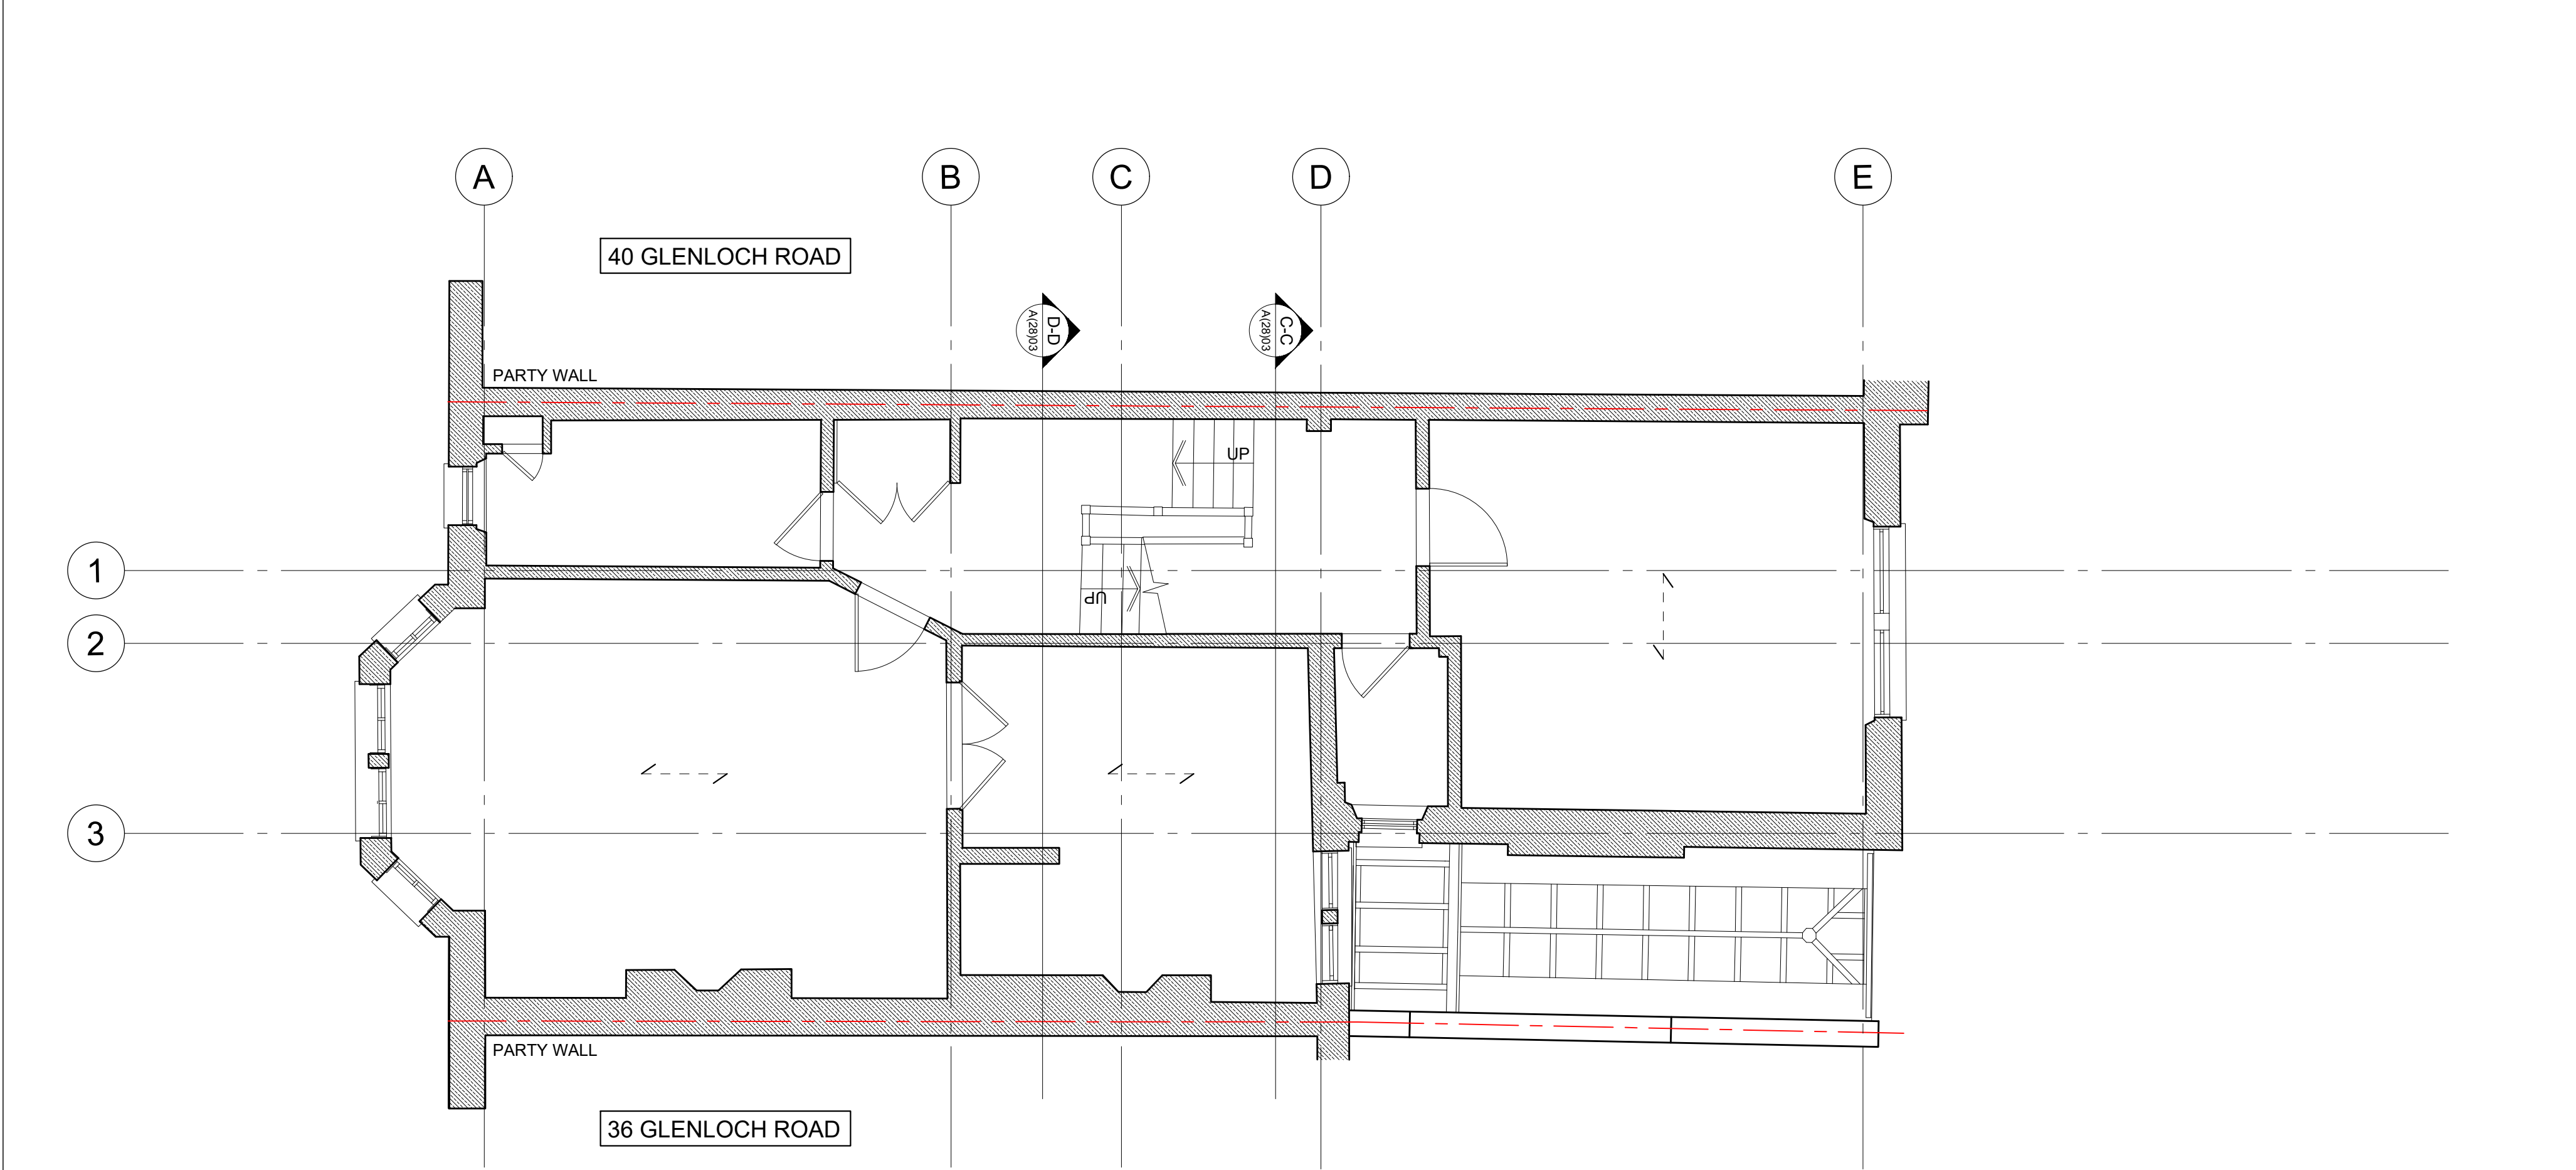 A
B
C
D
E
40 GLENLOCH ROAD
D-D
A(28)03
C-C
A(28)03
PARTY WALL
UP
1
UP
2
3
PARTY WALL
36 GLENLOCH ROAD